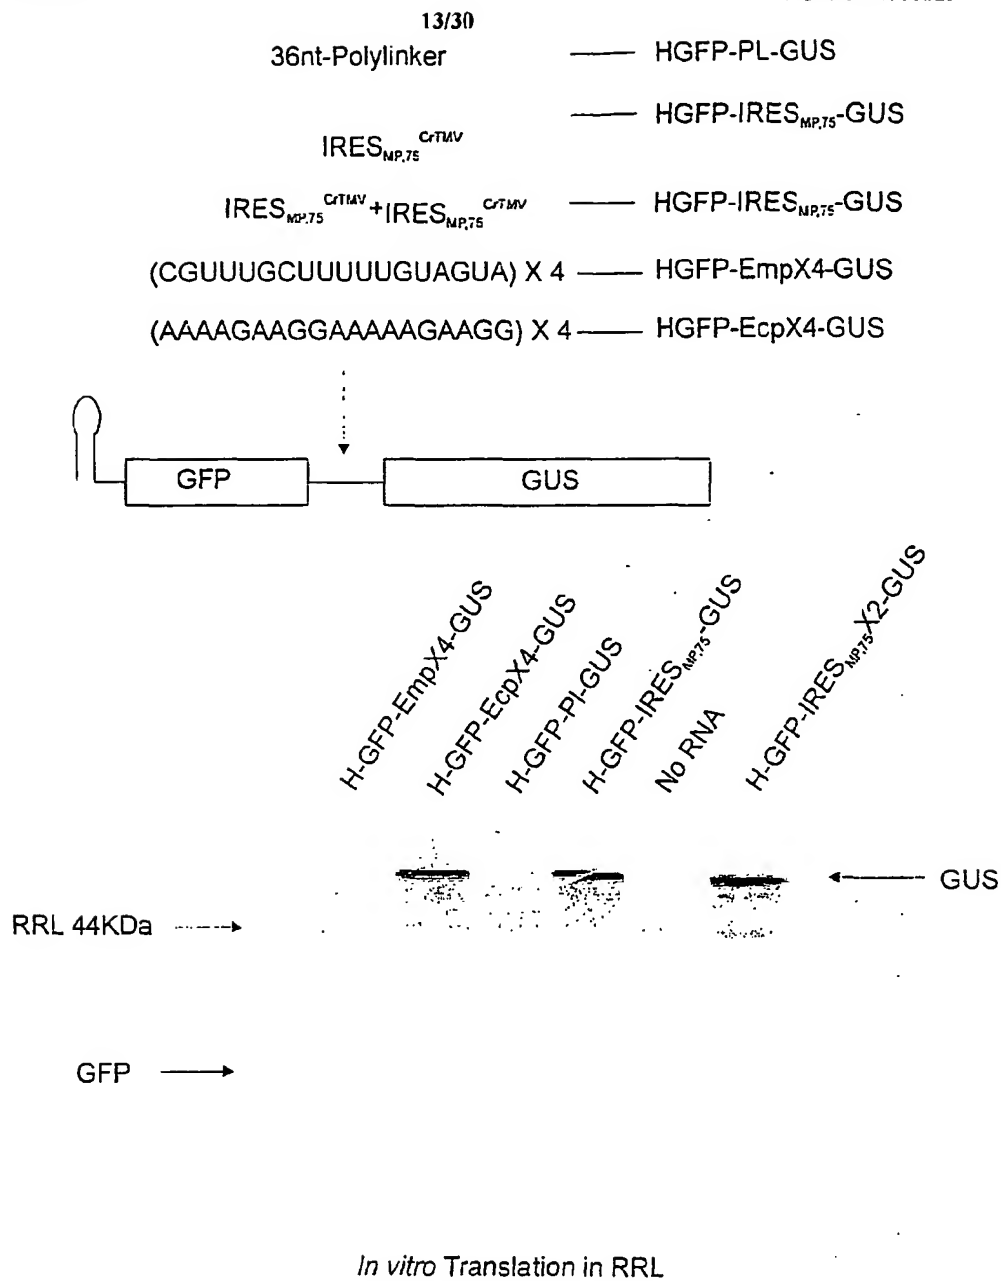 13/30
36nt-Polylinker HGFP-PL-GUS
HGFP-IRESMP,75-GUS
IRESMP,75CrTMV
IRESMP,75CrTMV+IRESMP,75CrTMV HGFP-IRESMP,75-GUS
(CGUUUGCUUUUUGUAGUA) X 4 HGFP-EmpX4-GUS
(AAAAGAAGGAAAAAGAAGG) X 4 HGFP-EcpX4-GUS
GFP GUS
H-GFP-EmpX4-GUS
H-GFP-EcpX4-GUS
H-GFP-Pl-GUS
H-GFP-IRESMP,75-GUS
No RNA
H-GFP-IRESMP,75X2-GUS
GUS
RRL 44KDa
GFP
In vitro Translation in RRL